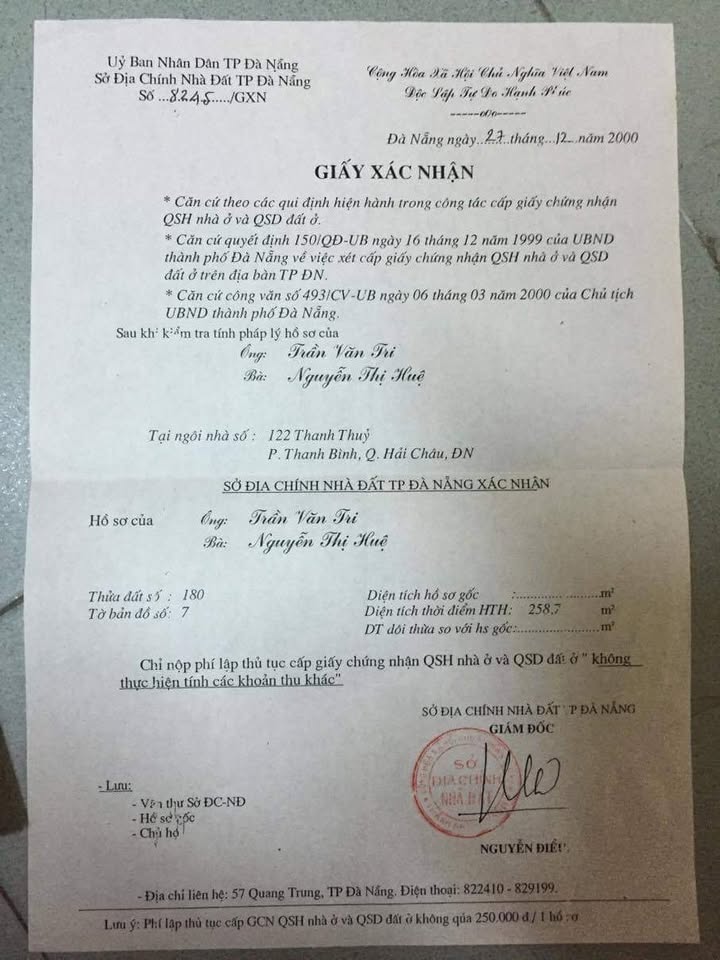 Uỷ Ban Nhân Dân TP Đà Nẵng
Sở Địa Chính Nhà Đất TP Đà Nẵng
Số ...8245...../GXN
Cộng Hòa Xã Hội Chủ Nghĩa Việt Nam
Độc Lập Tự Do Hạnh Phúc
-----o0o-----
Đà Nẵng ngày..27..tháng...12...năm 2000
GIẤY XÁC NHẬN
* Căn cứ theo các qui định hiện hành trong công tác cấp giấy chứng nhận
QSH nhà ở và QSD đất ở.
* Căn cứ quyết định 150/QĐ-UB ngày 16 tháng 12 năm 1999 của UBND
thành phố Đà Nẵng về việc xét cấp giấy chứng nhận QSH nhà ở và QSD
đất ở trên địa bàn TP ĐN.
* Căn cứ công văn số 493/CV-UB ngày 06 tháng 03 năm 2000 của Chủ tịch
UBND thành phố Đà Nẵng.
Sau khi kiểm tra tính pháp lý hồ sơ của
Ông: Trần Văn Tri
Bà: Nguyễn Thị Huệ
Tại ngôi nhà số : 122 Thanh Thuỷ
P. Thanh Bình, Q. Hải Châu, ĐN
SỞ ĐỊA CHÍNH NHÀ ĐẤT TP ĐÀ NẴNG XÁC NHẬN
Hồ sơ của Ông: Trần Văn Tri
Bà: Nguyễn Thị Huệ
Thửa đất số : 180
Tờ bản đồ số: 7
Diện tích hồ sơ gốc :.....................m²
Diện tích thời điểm HTH: 258,7 m²
DT dôi thừa so với hs gốc:.....................m²
Chỉ nộp phí lập thủ tục cấp giấy chứng nhận QSH nhà ở và QSD đất ở " không
thực hiện tính các khoản thu khác"
SỞ ĐỊA CHÍNH NHÀ ĐẤT TP ĐÀ NẴNG
GIÁM ĐỐC
SỞ
ĐỊA CHÍNH
NHÀ ĐẤT
NGUYỄN
- Lưu:
- Văn thư Sở ĐC-NĐ
- Hồ sơ gốc
- Chủ hộ
- Địa chỉ liên hệ: 57 Quang Trung, TP Đà Nẵng. Điện thoại: 822410 - 829199.
Lưu ý: Phí lập thủ tục cấp GCN QSH nhà ở và QSD đất ở không qúa 250.000 đ / 1 hồ sơ